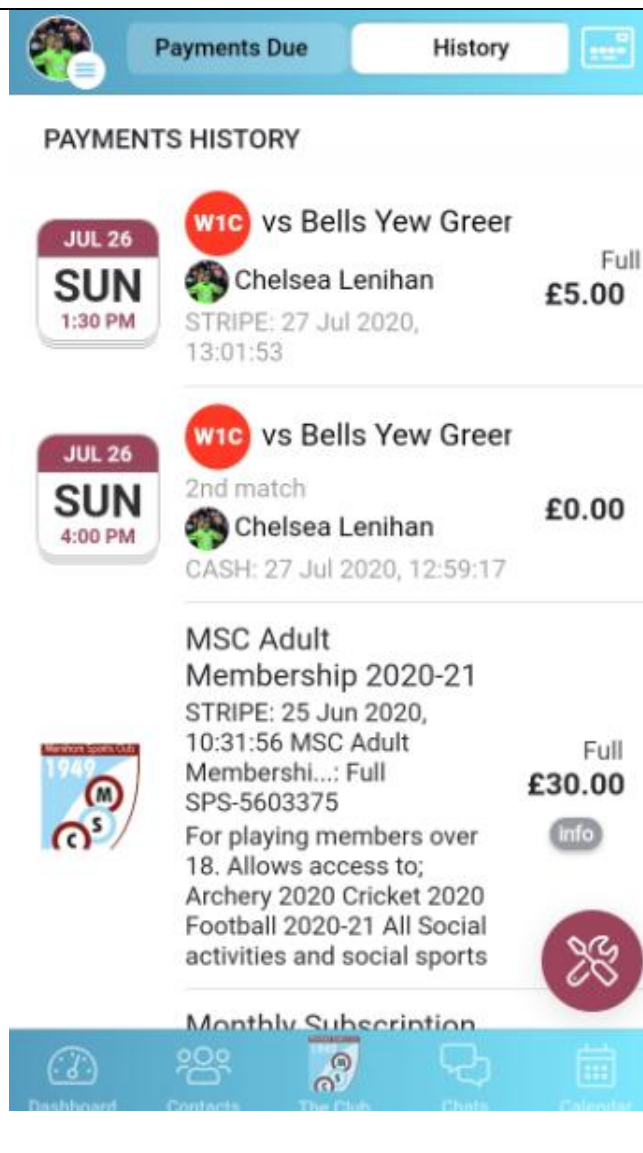 Payments Due
History
PAYMENTS HISTORY
JUL 26
SUN
1:30 PM
W1C vs Bells Yew Greer
Chelsea Lenihan
STRIPE: 27 Jul 2020,
13:01:53
Full
£5.00
JUL 26
SUN
4:00 PM
W1C vs Bells Yew Greer
2nd match
Chelsea Lenihan
CASH: 27 Jul 2020, 12:59:17
£0.00
Mersham Sports Club
1949
M
S
C
MSC Adult
Membership 2020-21
STRIPE: 25 Jun 2020,
10:31:56 MSC Adult
Membershi...: Full
SPS-5603375
For playing members over
18. Allows access to;
Archery 2020 Cricket 2020
Football 2020-21 All Social
activities and social sports
Full
£30.00
info
Monthly Subscription
Dashboard
Contacts
The Club
Chats
Calendar